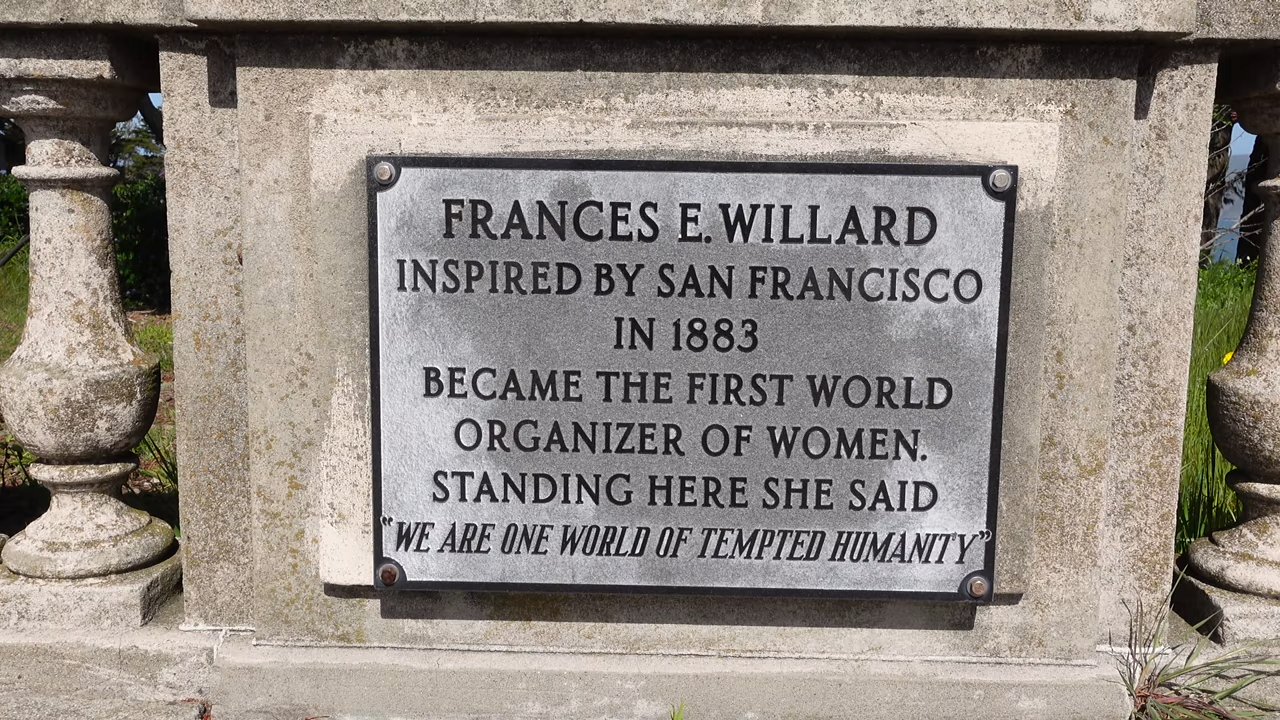 FRANCES E. WILLARD
INSPIRED BY SAN FRANCISCO
IN 1883
BECAME THE FIRST WORLD
ORGANIZER OF WOMEN.
STANDING HERE SHE SAID
"WE ARE ONE WORLD OF TEMPTED HUMANITY"